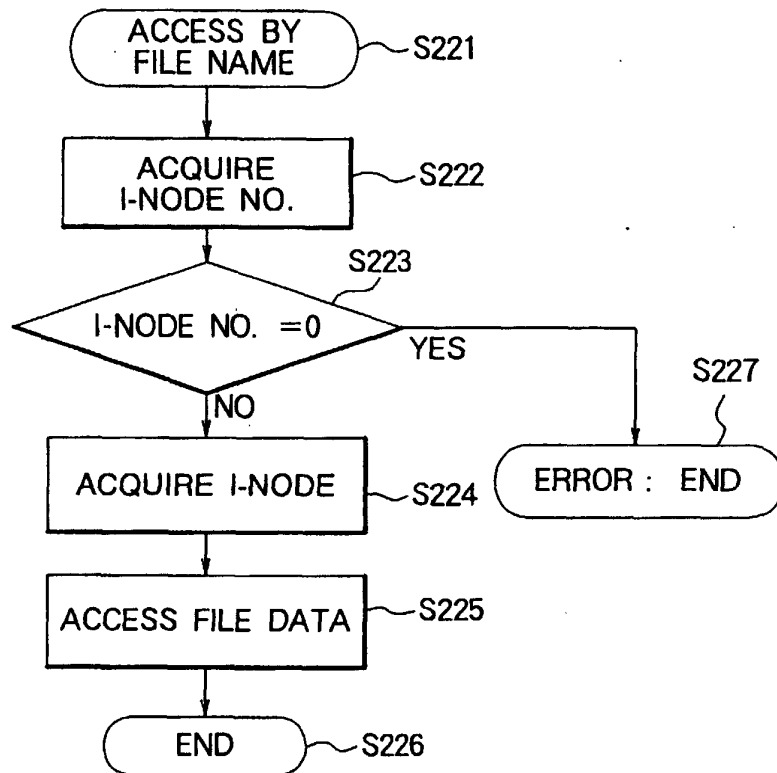 ACCESS BY
FILE NAME
S221
ACQUIRE
I-NODE NO.
S222
S223
I-NODE NO. =0
YES
NO
S227
ERROR : END
ACQUIRE I-NODE
S224
ACCESS FILE DATA
S225
END
S226